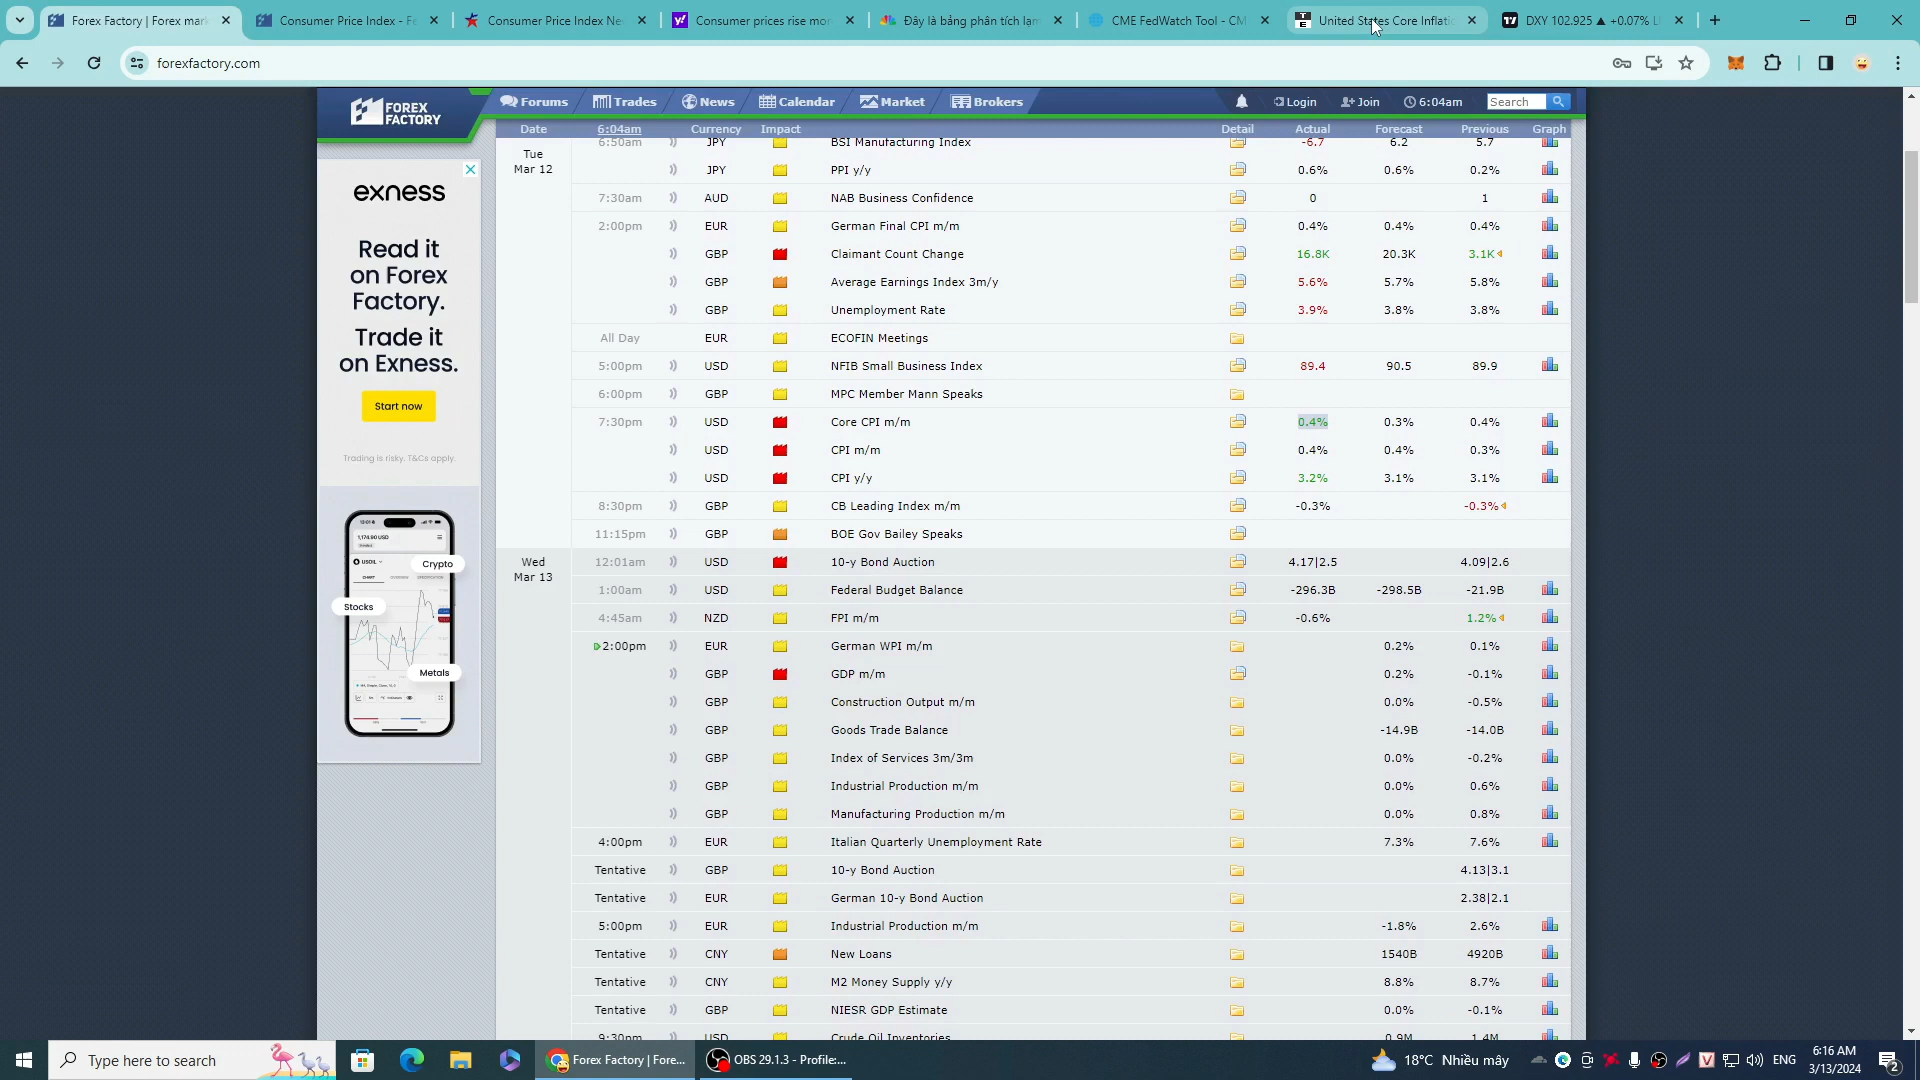 Forex Factory | Forex mar
Consumer Price Index - Fe
Consumer Price Index Ne
Consumer prices rise mor
Đây là bảng phân tích lạm
CME FedWatch Tool - CM
United States Core Inflatio
DXY 102.925 ▲ +0.07%
forexfactory.com
FOREX FACTORY
Forums
Trades
News
Calendar
Market
Brokers
Login
Join
6:04am
Search
Date 6:04am Currency Impact Detail Actual Forecast Previous Graph
Tue Mar 12
6:50am JPY BSI Manufacturing Index -6.7 6.2 5.7
JPY PPI y/y 0.6% 0.6% 0.2%
7:30am AUD NAB Business Confidence 0 1
2:00pm EUR German Final CPI m/m 0.4% 0.4% 0.4%
GBP Claimant Count Change 16.8K 20.3K 3.1K
GBP Average Earnings Index 3m/y 5.6% 5.7% 5.8%
GBP Unemployment Rate 3.9% 3.8% 3.8%
All Day EUR ECOFIN Meetings
5:00pm USD NFIB Small Business Index 89.4 90.5 89.9
6:00pm GBP MPC Member Mann Speaks
7:30pm USD Core CPI m/m 0.4% 0.3% 0.4%
USD CPI m/m 0.4% 0.4% 0.3%
USD CPI y/y 3.2% 3.1% 3.1%
8:30pm GBP CB Leading Index m/m -0.3% -0.3%
11:15pm GBP BOE Gov Bailey Speaks
Wed Mar 13
12:01am USD 10-y Bond Auction 4.17|2.5 4.09|2.6
1:00am USD Federal Budget Balance -296.3B -298.5B -21.9B
4:45am NZD FPI m/m -0.6% 1.2%
2:00pm EUR German WPI m/m 0.2% 0.1%
GBP GDP m/m 0.2% -0.1%
GBP Construction Output m/m 0.0% -0.5%
GBP Goods Trade Balance -14.9B -14.0B
GBP Index of Services 3m/3m 0.0% -0.2%
GBP Industrial Production m/m 0.0% 0.6%
GBP Manufacturing Production m/m 0.0% 0.8%
4:00pm EUR Italian Quarterly Unemployment Rate 7.3% 7.6%
Tentative GBP 10-y Bond Auction 4.13|3.1
Tentative EUR German 10-y Bond Auction 2.38|2.1
5:00pm EUR Industrial Production m/m -1.8% 2.6%
Tentative CNY New Loans 1540B 4920B
Tentative CNY M2 Money Supply y/y 8.8% 8.7%
Tentative GBP NIESR GDP Estimate 0.0% -0.1%
9:30pm USD Crude Oil Inventories 0.9M 1.4M
exness
Read it
on Forex
Factory.
Trade it
on Exness.
Start now
Trading is risky. T&Cs apply.
1,174.90 USD
USOIL
Crypto
Stocks
Metals
Type here to search
Forex Factory | Fore...
OBS 29.1.3 - Profile:...
18°C Nhiều mây
ENG
6:16 AM
3/13/2024
2